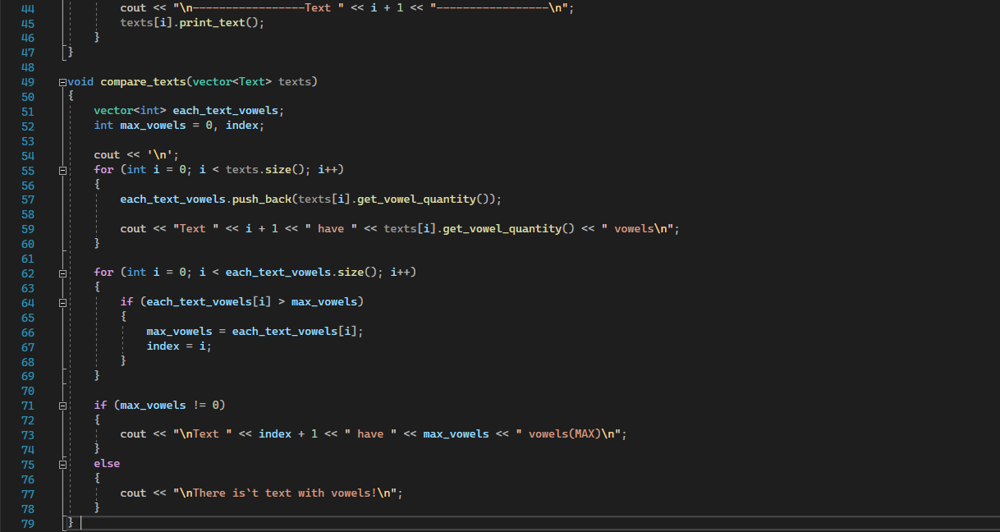 44 cout << "\n-----------------Text " << i + 1 << "-----------------\n";
45 texts[i].print_text();
46 }
47 }
48
49 void compare_texts(vector<Text> texts)
50 {
51 vector<int> each_text_vowels;
52 int max_vowels = 0, index;
53
54 cout << '\n';
55 for (int i = 0; i < texts.size(); i++)
56 {
57 each_text_vowels.push_back(texts[i].get_vowel_quantity());
58
59 cout << "Text " << i + 1 << " have " << texts[i].get_vowel_quantity() << " vowels\n";
60 }
61
62 for (int i = 0; i < each_text_vowels.size(); i++)
63 {
64 if (each_text_vowels[i] > max_vowels)
65 {
66 max_vowels = each_text_vowels[i];
67 index = i;
68 }
69 }
70
71 if (max_vowels != 0)
72 {
73 cout << "\nText " << index + 1 << " have " << max_vowels << " vowels(MAX)\n";
74 }
75 else
76 {
77 cout << "\nThere is`t text with vowels!\n";
78 }
79 }